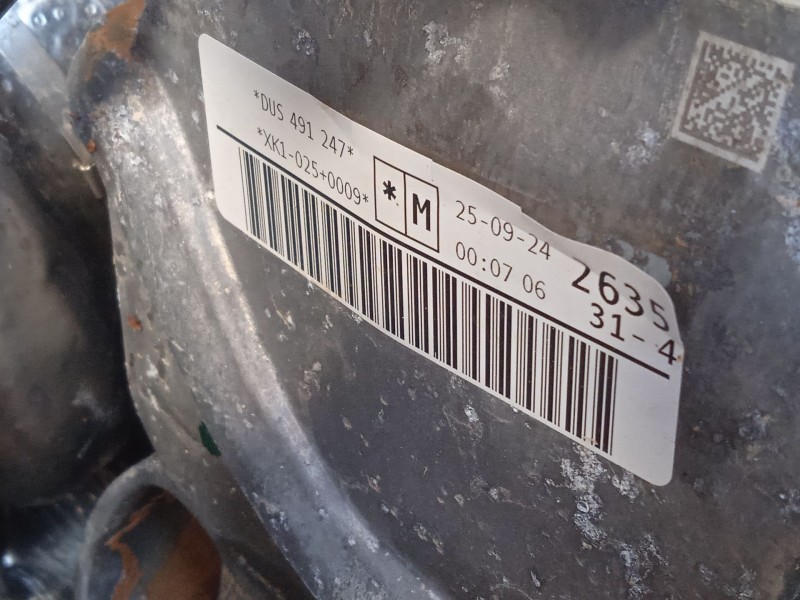 *DUS 491 247*
*XK1-025+0009*
* M
25-09-24
00:07 06
2635
31-4